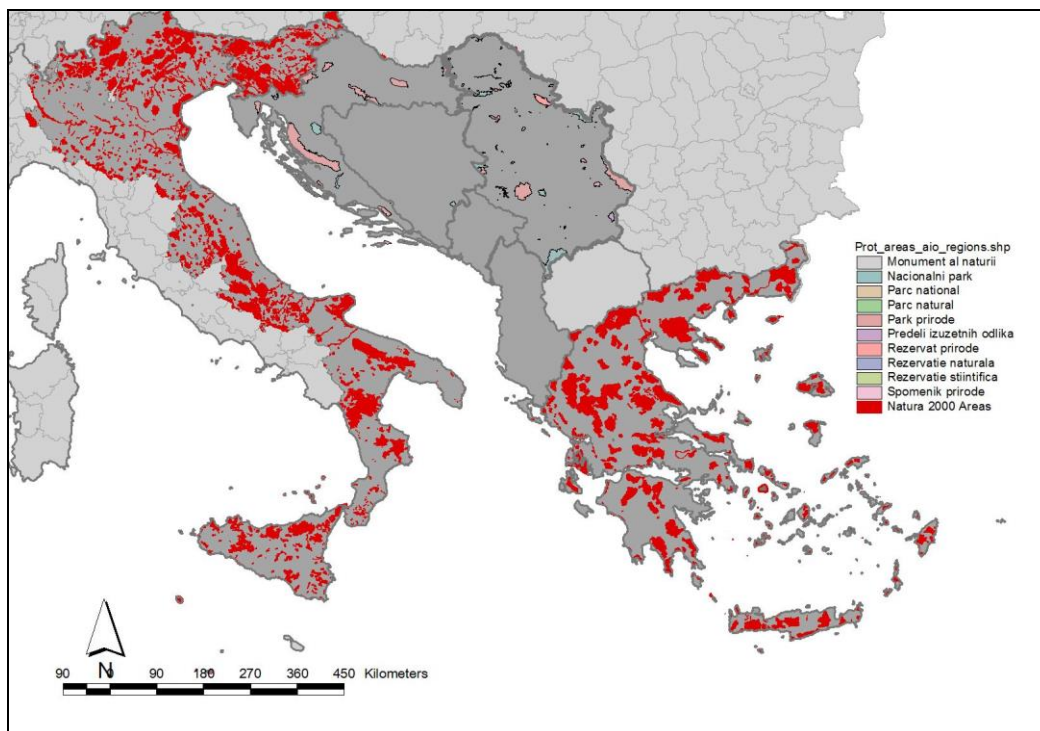 Prot_areas_aio_regions.shp
Monument al naturii
Nacionalni park
Parc national
Parc natural
Park prirode
Predeli izuzetnih odlika
Rezervat prirode
Rezervatie naturala
Rezervatie stiintifica
Spomenik prirode
Natura 2000 Areas
N
90 0 90 180 270 360 450 Kilometers